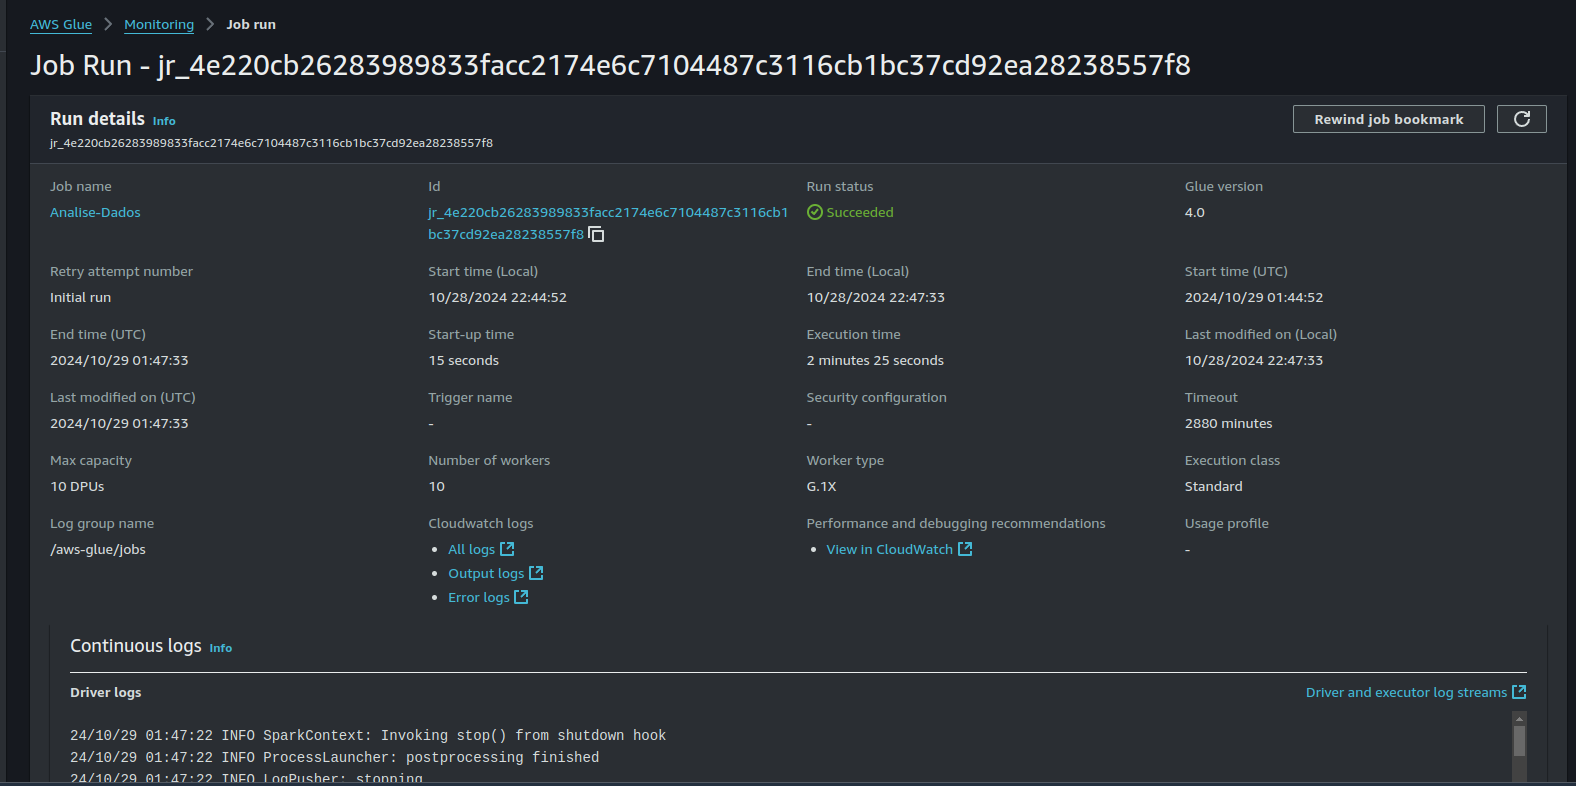 AWS Glue > Monitoring > Job run
Job Run - jr_4e220cb26283989833facc2174e6c7104487c3116cb1bc37cd92ea28238557f8
Run details Info
Rewind job bookmark
jr_4e220cb26283989833facc2174e6c7104487c3116cb1bc37cd92ea28238557f8
Job name
Analise-Dados
Id
jr_4e220cb26283989833facc2174e6c7104487c3116cb1
bc37cd92ea28238557f8
Run status
Succeeded
Glue version
4.0
Retry attempt number
Initial run
Start time (Local)
10/28/2024 22:44:52
End time (Local)
10/28/2024 22:47:33
Start time (UTC)
2024/10/29 01:44:52
End time (UTC)
2024/10/29 01:47:33
Start-up time
15 seconds
Execution time
2 minutes 25 seconds
Last modified on (Local)
10/28/2024 22:47:33
Last modified on (UTC)
2024/10/29 01:47:33
Trigger name
-
Security configuration
-
Timeout
2880 minutes
Max capacity
10 DPUs
Number of workers
10
Worker type
G.1X
Execution class
Standard
Log group name
/aws-glue/jobs
Cloudwatch logs
• All logs
• Output logs
• Error logs
Performance and debugging recommendations
• View in CloudWatch
Usage profile
-
Continuous logs Info
Driver logs
Driver and executor log streams
24/10/29 01:47:22 INFO SparkContext: Invoking stop() from shutdown hook
24/10/29 01:47:22 INFO ProcessLauncher: postprocessing finished
24/10/29 01:47:22 INFO LogPusher: stopping